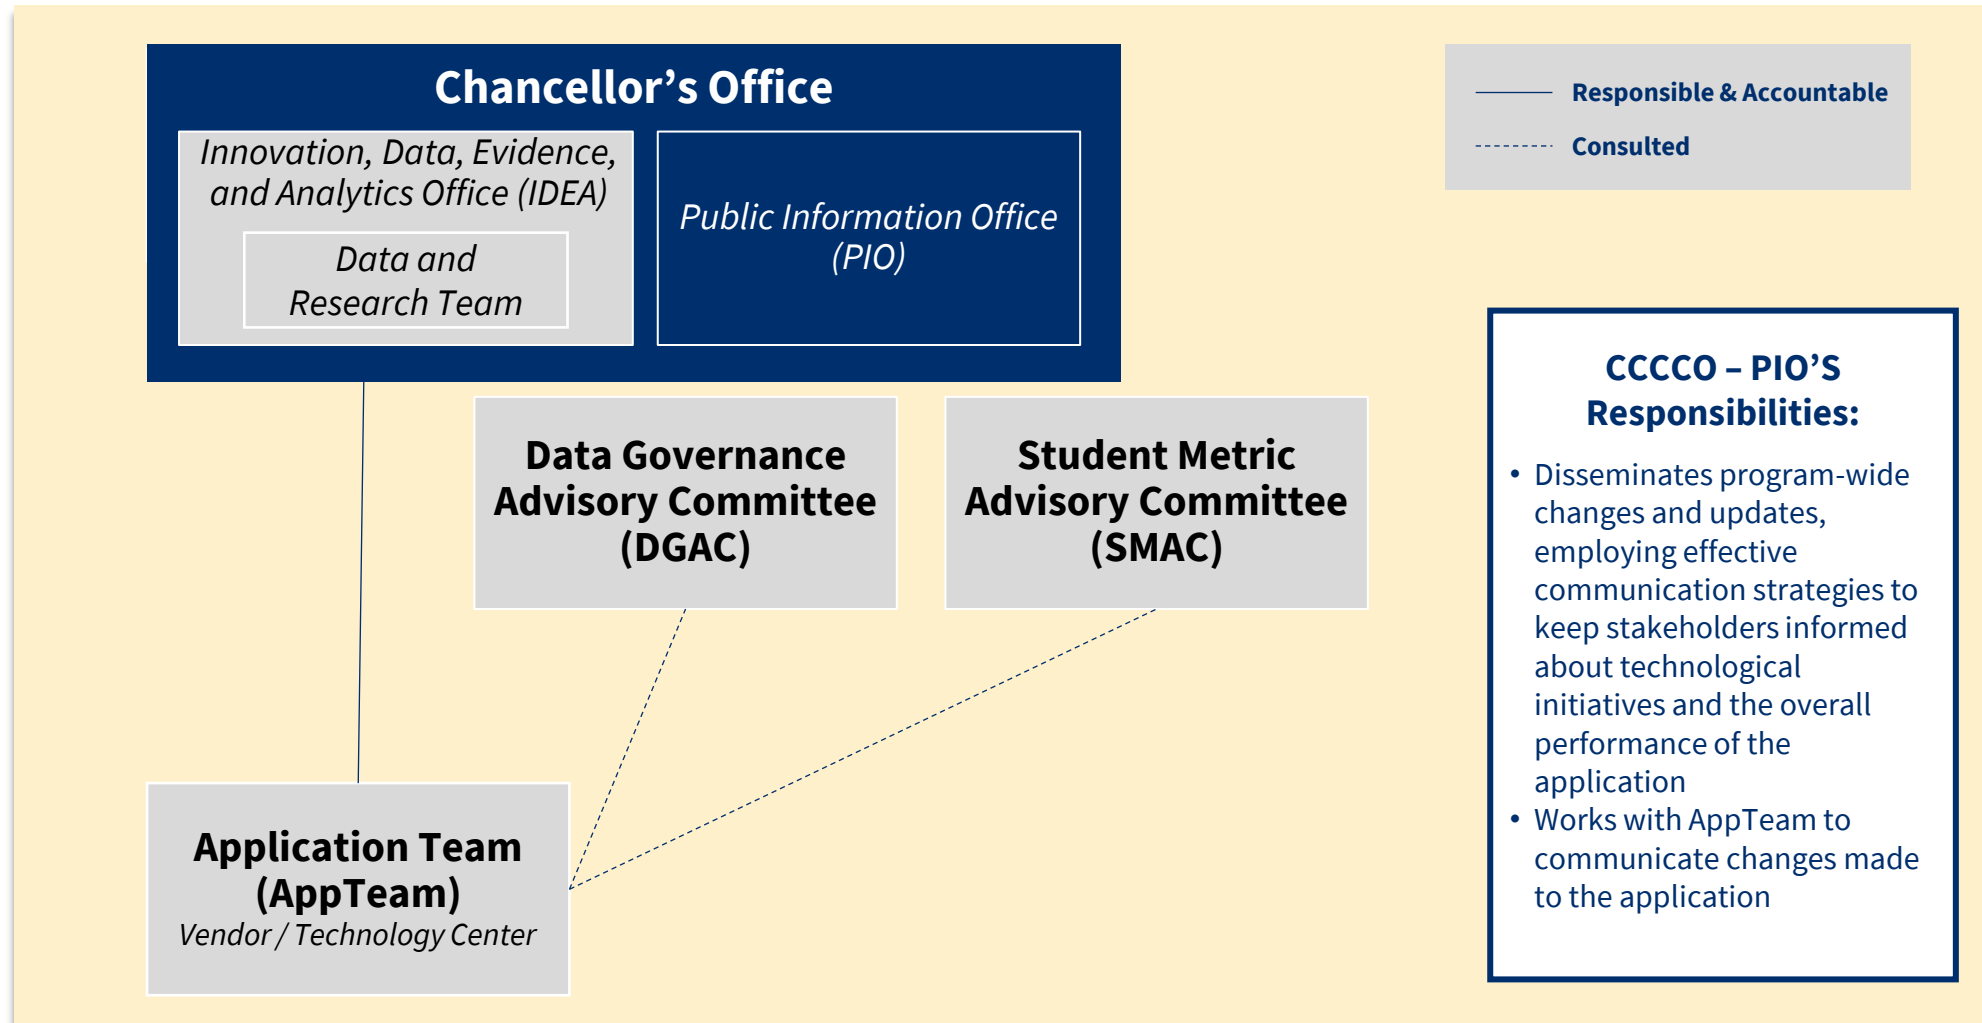 Chancellor’s Office
Innovation, Data, Evidence,
and Analytics Office (IDEA)
Data and
Research Team
Public Information Office
(PIO)
Responsible & Accountable
Consulted
Data Governance
Advisory Committee
(DGAC)
Student Metric
Advisory Committee
(SMAC)
Application Team
(AppTeam)
Vendor / Technology Center
CCCCO – PIO’S
Responsibilities:
• Disseminates program-wide
changes and updates,
employing effective
communication strategies to
keep stakeholders informed
about technological
initiatives and the overall
performance of the
application
• Works with AppTeam to
communicate changes made
to the application